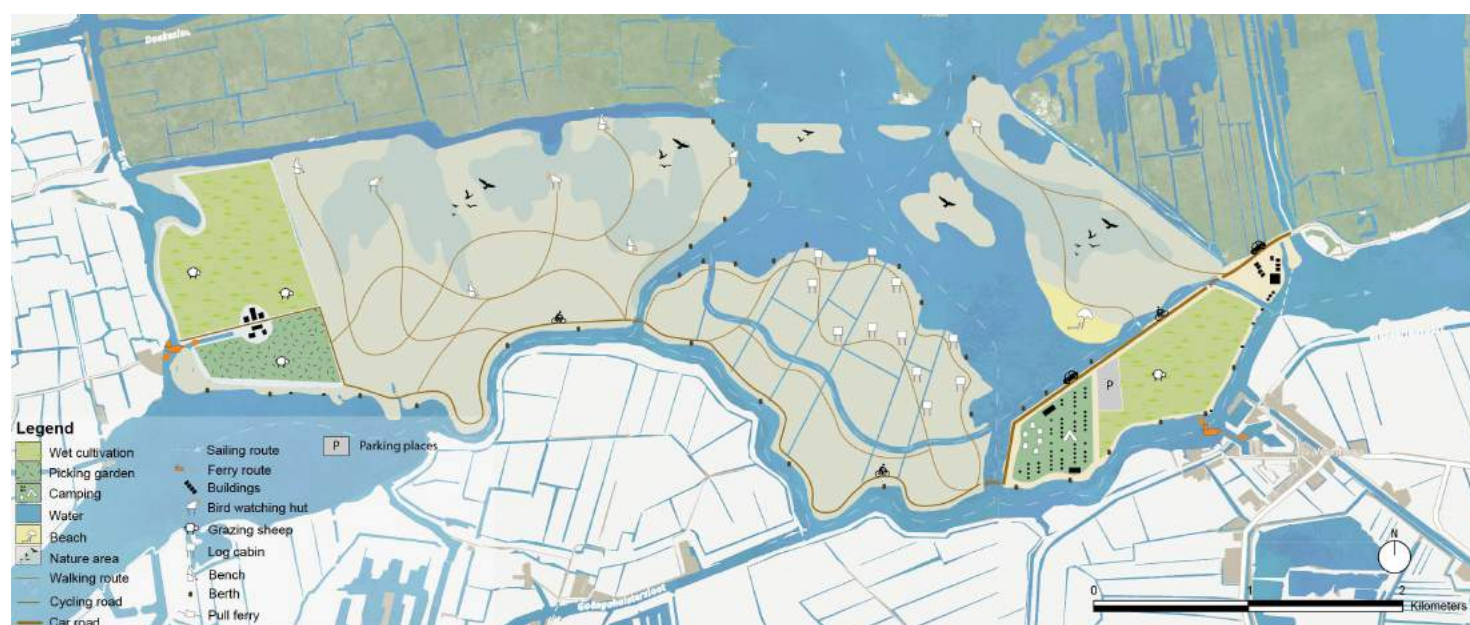 Legend
Wet cultivation
Picking garden
Camping
Water
Beach
Nature area
Walking route
Cycling road
Car road
Sailing route
Ferry route
Buildings
Bird watching hut
Grazing sheep
Log cabin
Bench
Berth
Pull ferry
P Parking places
P
N
0 1 2
Kilometers